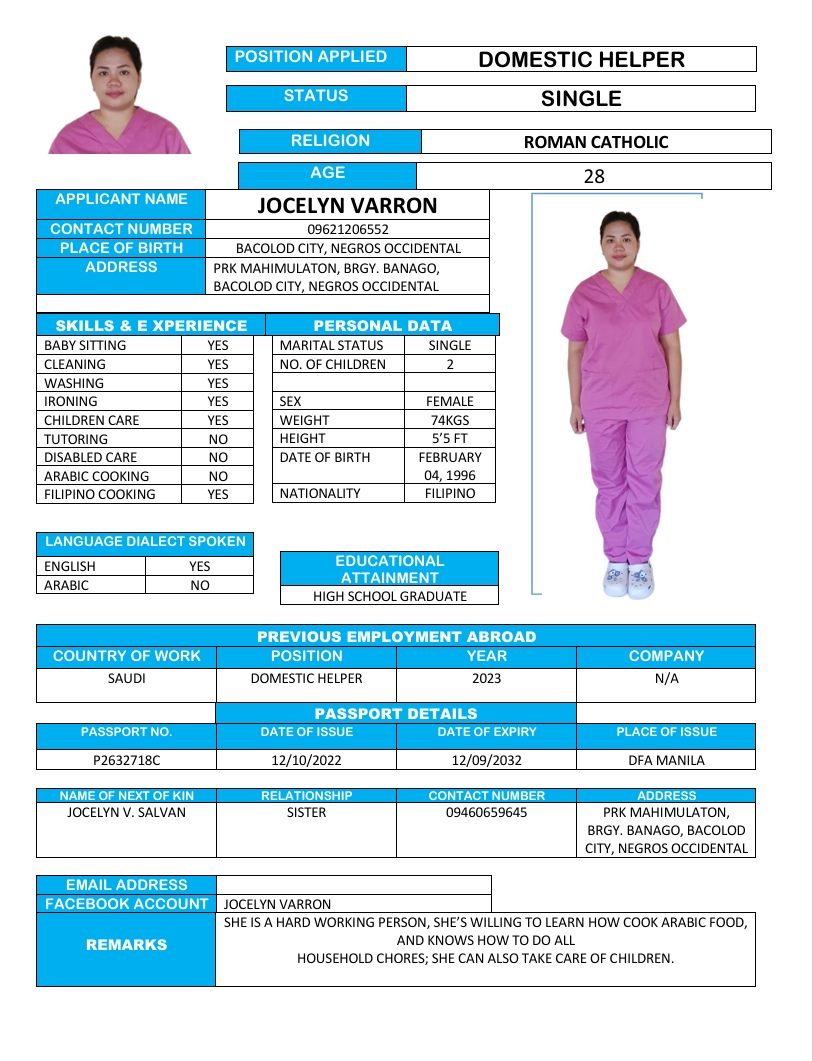 POSITION APPLIED DOMESTIC HELPER
STATUS SINGLE
RELIGION ROMAN CATHOLIC
AGE 28
APPLICANT NAME JOCELYN VARRON
CONTACT NUMBER 09621206552
PLACE OF BIRTH BACOLOD CITY, NEGROS OCCIDENTAL
ADDRESS PRK MAHIMULATON, BRGY. BANAGO,
BACOLOD CITY, NEGROS OCCIDENTAL
SKILLS & E XPERIENCE PERSONAL DATA
BABY SITTING YES MARITAL STATUS SINGLE
CLEANING YES NO. OF CHILDREN 2
WASHING YES
IRONING YES SEX FEMALE
CHILDREN CARE YES WEIGHT 74KGS
TUTORING NO HEIGHT 5’5 FT
DISABLED CARE NO DATE OF BIRTH FEBRUARY
ARABIC COOKING NO 04, 1996
FILIPINO COOKING YES NATIONALITY FILIPINO
LANGUAGE DIALECT SPOKEN
ENGLISH YES
ARABIC NO
EDUCATIONAL
ATTAINMENT
HIGH SCHOOL GRADUATE
PREVIOUS EMPLOYMENT ABROAD
COUNTRY OF WORK POSITION YEAR COMPANY
SAUDI DOMESTIC HELPER 2023 N/A
PASSPORT DETAILS
PASSPORT NO. DATE OF ISSUE DATE OF EXPIRY PLACE OF ISSUE
P2632718C 12/10/2022 12/09/2032 DFA MANILA
NAME OF NEXT OF KIN RELATIONSHIP CONTACT NUMBER ADDRESS
JOCELYN V. SALVAN SISTER 09460659645 PRK MAHIMULATON,
BRGY. BANAGO, BACOLOD
CITY, NEGROS OCCIDENTAL
EMAIL ADDRESS
FACEBOOK ACCOUNT JOCELYN VARRON
REMARKS
SHE IS A HARD WORKING PERSON, SHE’S WILLING TO LEARN HOW COOK ARABIC FOOD,
AND KNOWS HOW TO DO ALL
HOUSEHOLD CHORES; SHE CAN ALSO TAKE CARE OF CHILDREN.